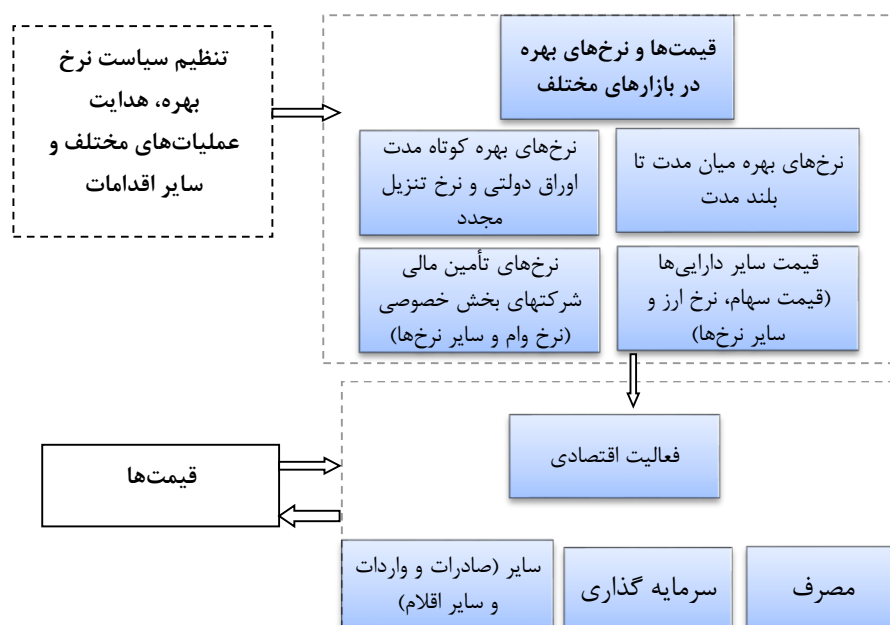 تنظیم سیاست نرخ
بهره، هدایت
عملیات‌های مختلف و
سایر اقدامات
قیمت‌ها و نرخ‌های بهره
در بازارهای مختلف
نرخ‌های بهره میان مدت تا
بلند مدت
نرخ‌های بهره کوتاه مدت
اوراق دولتی و نرخ تنزیل
مجدد
قیمت سایر دارایی‌ها
(قیمت سهام، نرخ ارز و
سایر نرخ‌ها)
نرخ‌های تأمین مالی
شرکتهای بخش خصوصی
(نرخ وام و سایر نرخ‌ها)
فعالیت اقتصادی
قیمت‌ها
مصرف
سرمایه گذاری
سایر (صادرات و واردات
و سایر اقلام)